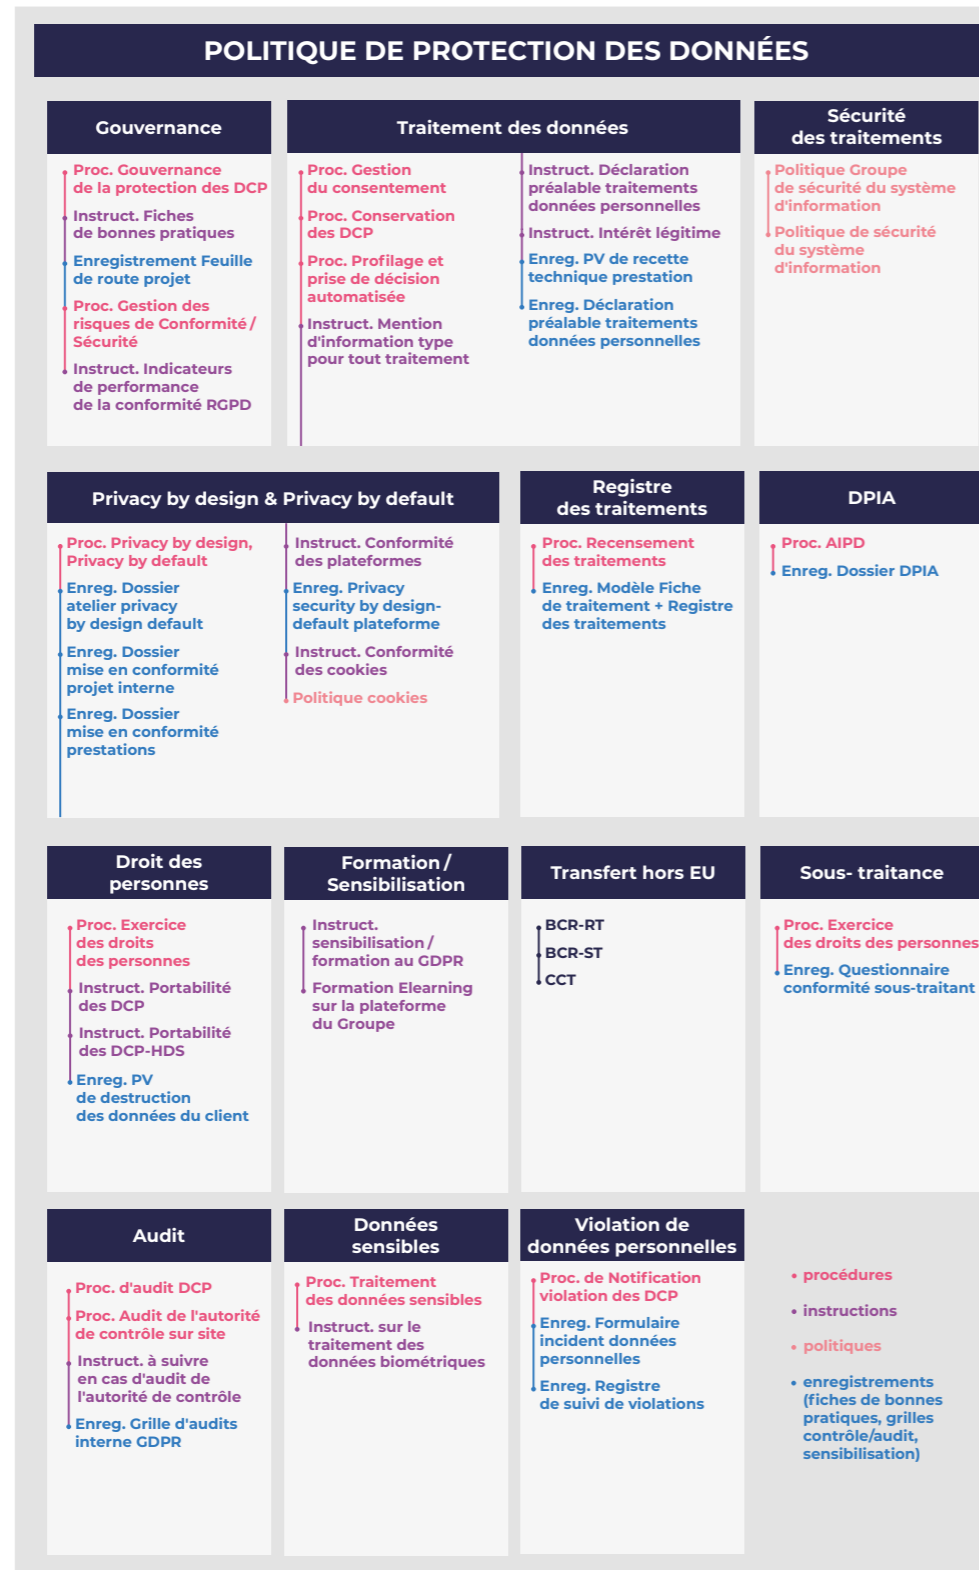 POLITIQUE DE PROTECTION DES DONNÉES
Gouvernance
Proc. Gouvernance
de la protection des DCP
Instruct. Fiches
de bonnes pratiques
Enregistrement Feuille
de route projet
Proc. Gestion des
risques de Conformité /
Sécurité
Instruct. Indicateurs
de performance
de la conformité RGPD
Traitement des données
Proc. Gestion
du consentement
Proc. Conservation
des DCP
Proc. Profilage et
prise de décision
automatisée
Instruct. Mention
d'information type
pour tout traitement
Instruct. Déclaration
préalable traitements
données personnelles
Instruct. Intérêt légitime
Enreg. PV de recette
technique prestation
Enreg. Déclaration
préalable traitements
données personnelles
Sécurité
des traitements
Politique Groupe
de sécurité du système
d'information
Politique de sécurité
du système
d'information
Privacy by design & Privacy by default
Proc. Privacy by design,
Privacy by default
Enreg. Dossier
atelier privacy
by design default
Enreg. Dossier
mise en conformité
projet interne
Enreg. Dossier
mise en conformité
prestations
Instruct. Conformité
des plateformes
Enreg. Privacy
security by design-
default plateforme
Instruct. Conformité
des cookies
Politique cookies
Registre
des traitements
Proc. Recensement
des traitements
Enreg. Modèle Fiche
de traitement + Registre
des traitements
DPIA
Proc. AIPD
Enreg. Dossier DPIA
Droit des
personnes
Proc. Exercice
des droits
des personnes
Instruct. Portabilité
des DCP
Instruct. Portabilité
des DCP-HDS
Enreg. PV
de destruction
des données du client
Formation /
Sensibilisation
Instruct.
sensibilisation /
formation au GDPR
Formation Elearning
sur la plateforme
du Groupe
Transfert hors EU
BCR-RT
BCR-ST
CCT
Sous- traitance
Proc. Exercice
des droits des personnes
Enreg. Questionnaire
conformité sous-traitant
Audit
Proc. d'audit DCP
Proc. Audit de l'autorité
de contrôle sur site
Instruct. à suivre
en cas d'audit de
l'autorité de contrôle
Enreg. Grille d'audits
interne GDPR
Données
sensibles
Proc. Traitement
des données sensibles
Instruct. sur le
traitement des
données biométriques
Violation de
données personnelles
Proc. de Notification
violation des DCP
Enreg. Formulaire
incident données
personnelles
Enreg. Registre
de suivi de violations
• procédures
• instructions
• politiques
• enregistrements
(fiches de bonnes
pratiques, grilles
contrôle/audit,
sensibilisation)